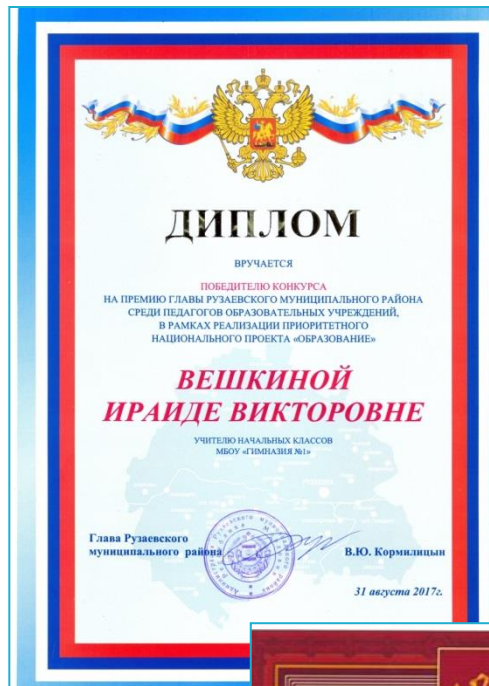 ДИПЛОМ
ВРУЧАЕТСЯ
ПОБЕДИТЕЛЮ КОНКУРСА
НА ПРЕМИЮ ГЛАВЫ РУЗАЕВСКОГО МУНИЦИПАЛЬНОГО РАЙОНА
СРЕДИ ПЕДАГОГОВ ОБРАЗОВАТЕЛЬНЫХ УЧРЕЖДЕНИЙ,
В РАМКАХ РЕАЛИЗАЦИИ ПРИОРИТЕТНОГО
НАЦИОНАЛЬНОГО ПРОЕКТА «ОБРАЗОВАНИЕ»
ВЕШКИНОЙ
ИРАИДЕ ВИКТОРОВНЕ
УЧИТЕЛЮ НАЧАЛЬНЫХ КЛАССОВ
МБОУ «ГИМНАЗИЯ №1»
Глава Рузаевского
муниципального района В.Ю. Кормилицын
31 августа 2017г.